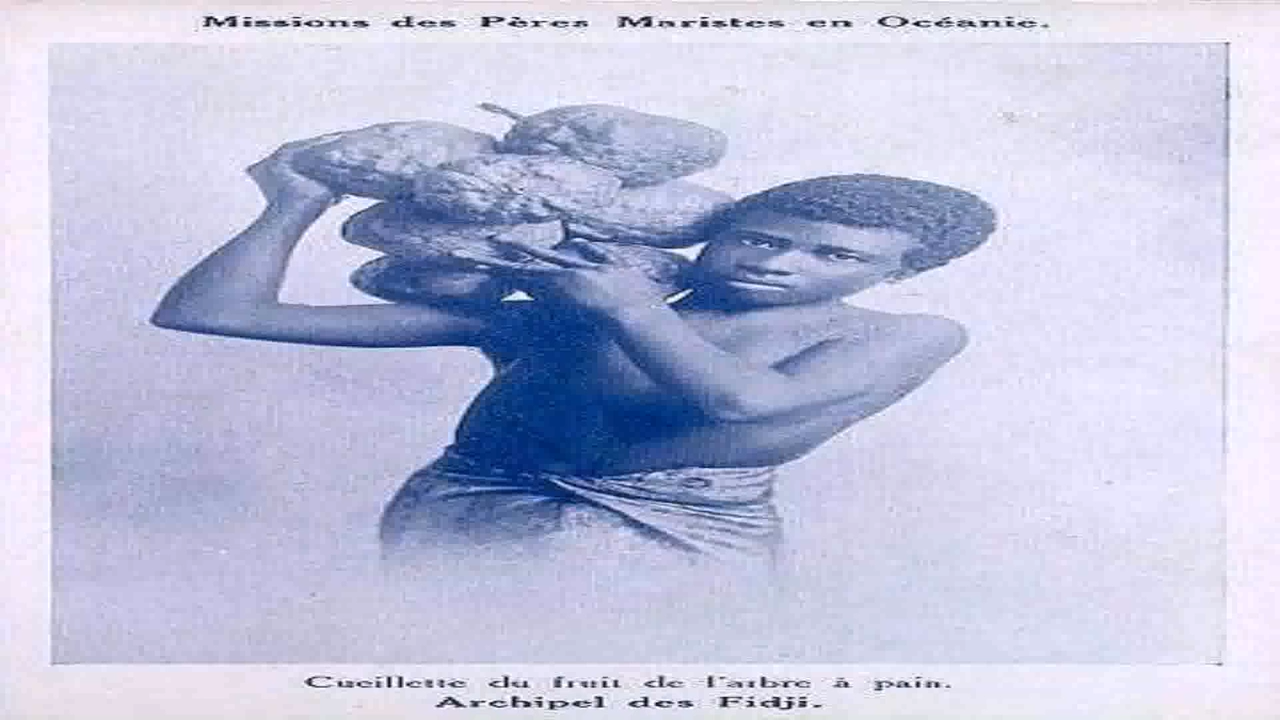 Missions des Pères Maristes en Océanie.
Cueillette du fruit de l'arbre à pain.
Archipel des Fidji.